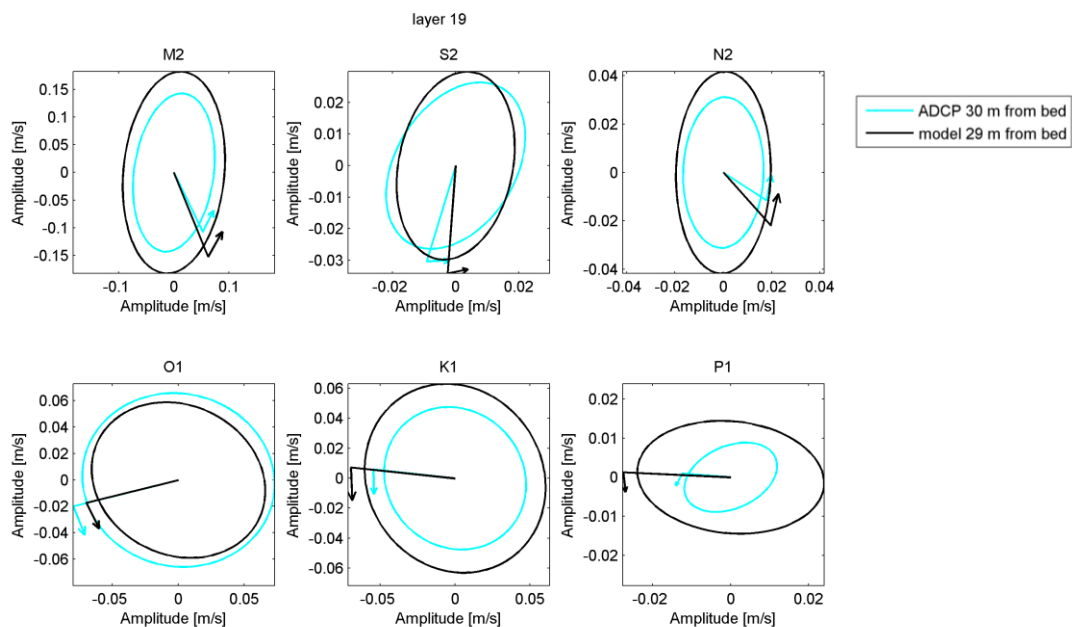 layer 19
M2
S2
N2
Amplitude [m/s]
0.15
0.1
0.05
0
-0.05
-0.1
-0.15
-0.1 0 0.1
Amplitude [m/s]
Amplitude [m/s]
0.02
0.01
0
-0.01
-0.02
-0.03
-0.02 0 0.02
Amplitude [m/s]
Amplitude [m/s]
0.04
0.02
0
-0.02
-0.04
-0.04 -0.02 0 0.02 0.04
Amplitude [m/s]
ADCP 30 m from bed
model 29 m from bed
O1
K1
P1
Amplitude [m/s]
0.06
0.04
0.02
0
-0.02
-0.04
-0.06
-0.05 0 0.05
Amplitude [m/s]
Amplitude [m/s]
0.06
0.04
0.02
0
-0.02
-0.04
-0.06
-0.05 0 0.05
Amplitude [m/s]
Amplitude [m/s]
0.02
0.01
0
-0.01
-0.02
-0.02 0 0.02
Amplitude [m/s]